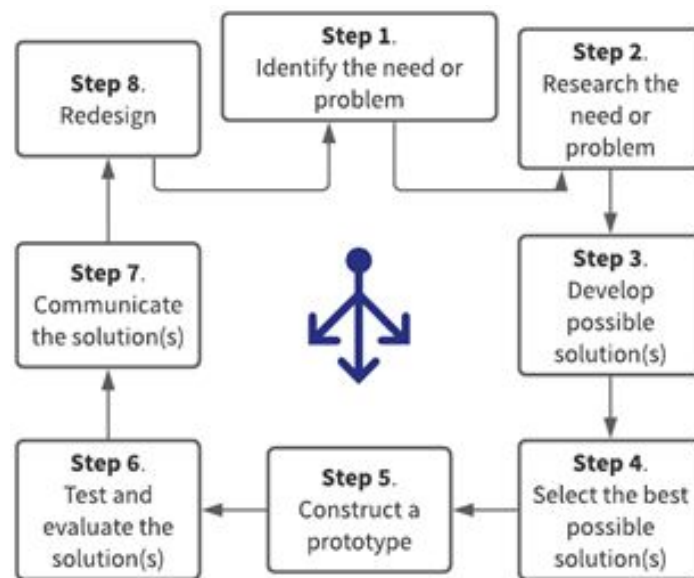 Step 1.
Identify the need or
problem
Step 2.
Research the
need or
problem
Step 3.
Develop
possible
solution(s)
Step 4.
Select the best
possible
solution(s)
Step 5.
Construct a
prototype
Step 6.
Test and
evaluate the
solution(s)
Step 7.
Communicate
the solution(s)
Step 8.
Redesign